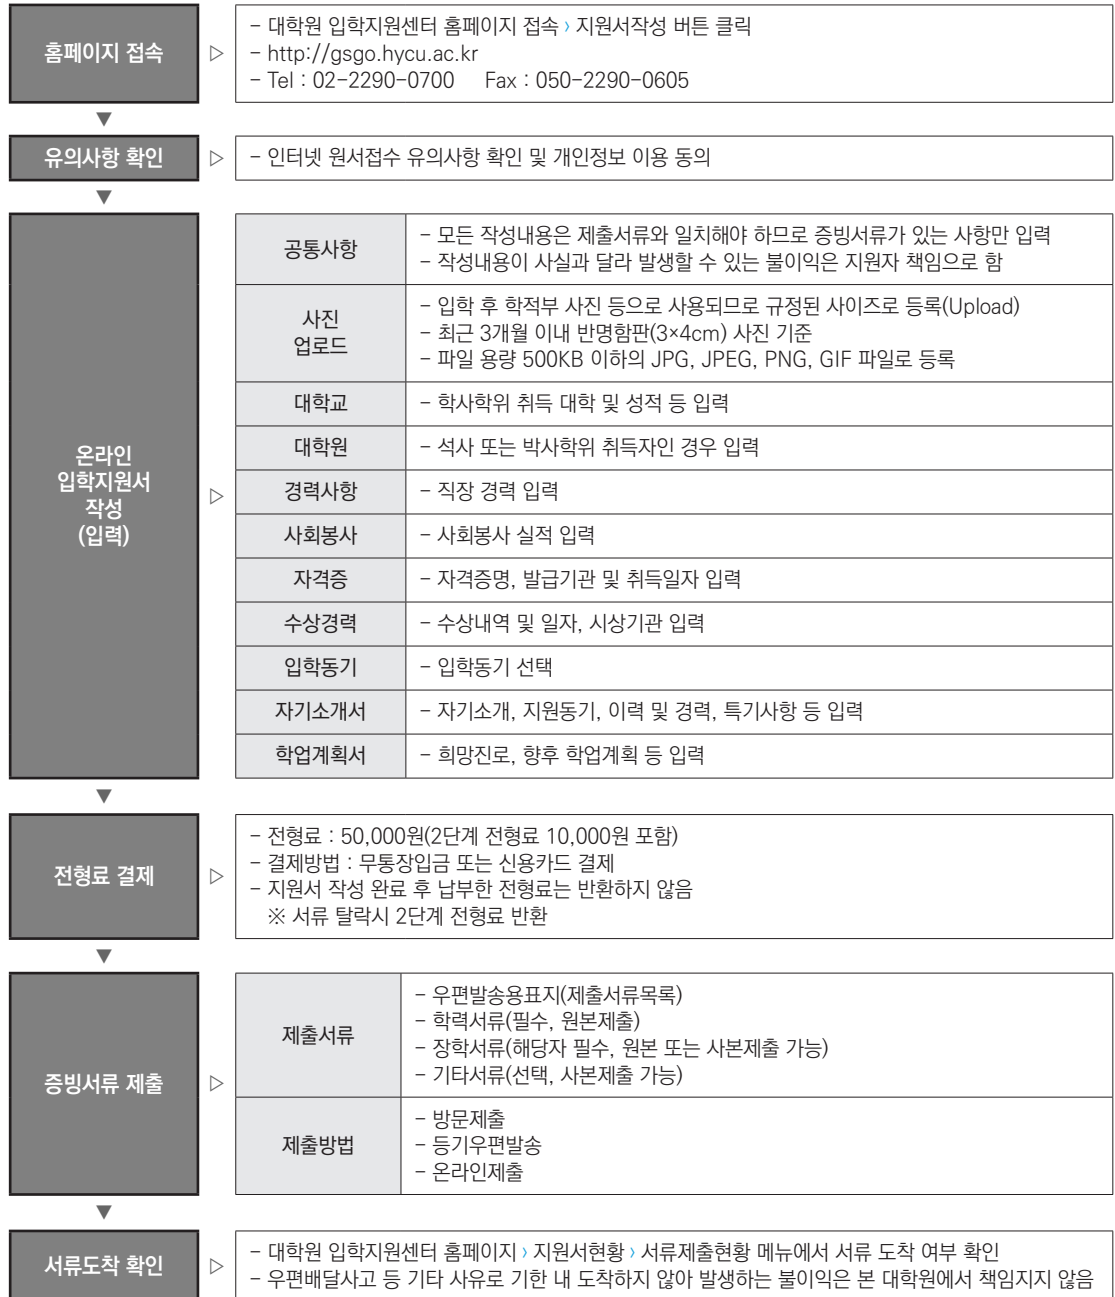 홈페이지 접속
- 대학원 입학지원센터 홈페이지 접속 › 지원서작성 버튼 클릭
- http://gsgo.hycu.ac.kr
- Tel : 02-2290-0700 Fax : 050-2290-0605
▼
유의사항 확인
- 인터넷 원서접수 유의사항 확인 및 개인정보 이용 동의
▼
온라인
입학지원서
작성
(입력)
공통사항
- 모든 작성내용은 제출서류와 일치해야 하므로 증빙서류가 있는 사항만 입력
- 작성내용이 사실과 달라 발생할 수 있는 불이익은 지원자 책임으로 함
사진
업로드
- 입학 후 학적부 사진 등으로 사용되므로 규정된 사이즈로 등록(Upload)
- 최근 3개월 이내 반명함판(3×4cm) 사진 기준
- 파일 용량 500KB 이하의 JPG, JPEG, PNG, GIF 파일로 등록
대학교
- 학사학위 취득 대학 및 성적 등 입력
대학원
- 석사 또는 박사학위 취득자인 경우 입력
경력사항
- 직장 경력 입력
사회봉사
- 사회봉사 실적 입력
자격증
- 자격증명, 발급기관 및 취득일자 입력
수상경력
- 수상내역 및 일자, 시상기관 입력
입학동기
- 입학동기 선택
자기소개서
- 자기소개, 지원동기, 이력 및 경력, 특기사항 등 입력
학업계획서
- 희망진로, 향후 학업계획 등 입력
▼
전형료 결제
- 전형료 : 50,000원(2단계 전형료 10,000원 포함)
- 결제방법 : 무통장입금 또는 신용카드 결제
- 지원서 작성 완료 후 납부한 전형료는 반환하지 않음
※ 서류 탈락시 2단계 전형료 반환
▼
증빙서류 제출
제출서류
- 우편발송용표지(제출서류목록)
- 학력서류(필수, 원본제출)
- 장학서류(해당자 필수, 원본 또는 사본제출 가능)
- 기타서류(선택, 사본제출 가능)
제출방법
- 방문제출
- 등기우편발송
- 온라인제출
▼
서류도착 확인
- 대학원 입학지원센터 홈페이지 › 지원서현황 › 서류제출현황 메뉴에서 서류 도착 여부 확인
- 우편배달사고 등 기타 사유로 기한 내 도착하지 않아 발생하는 불이익은 본 대학원에서 책임지지 않음